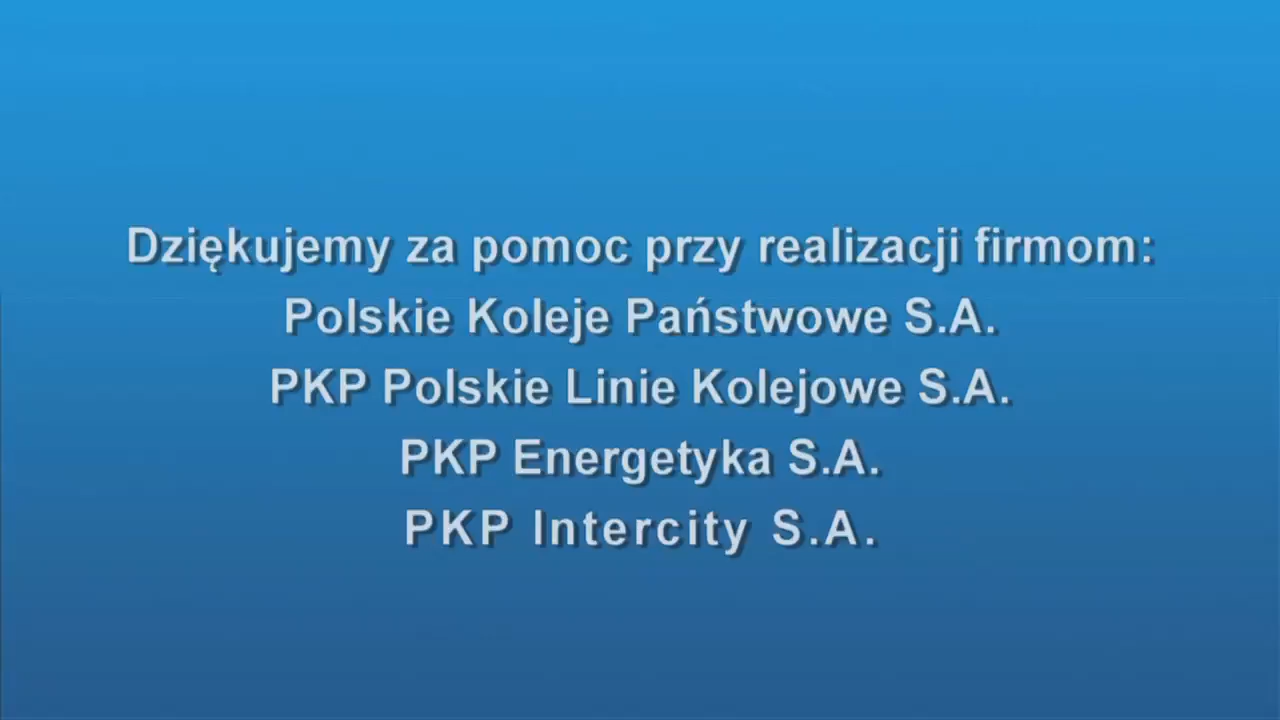 Dziękujemy za pomoc przy realizacji firmom:
Polskie Koleje Państwowe S.A.
PKP Polskie Linie Kolejowe S.A.
PKP Energetyka S.A.
PKP Intercity S.A.